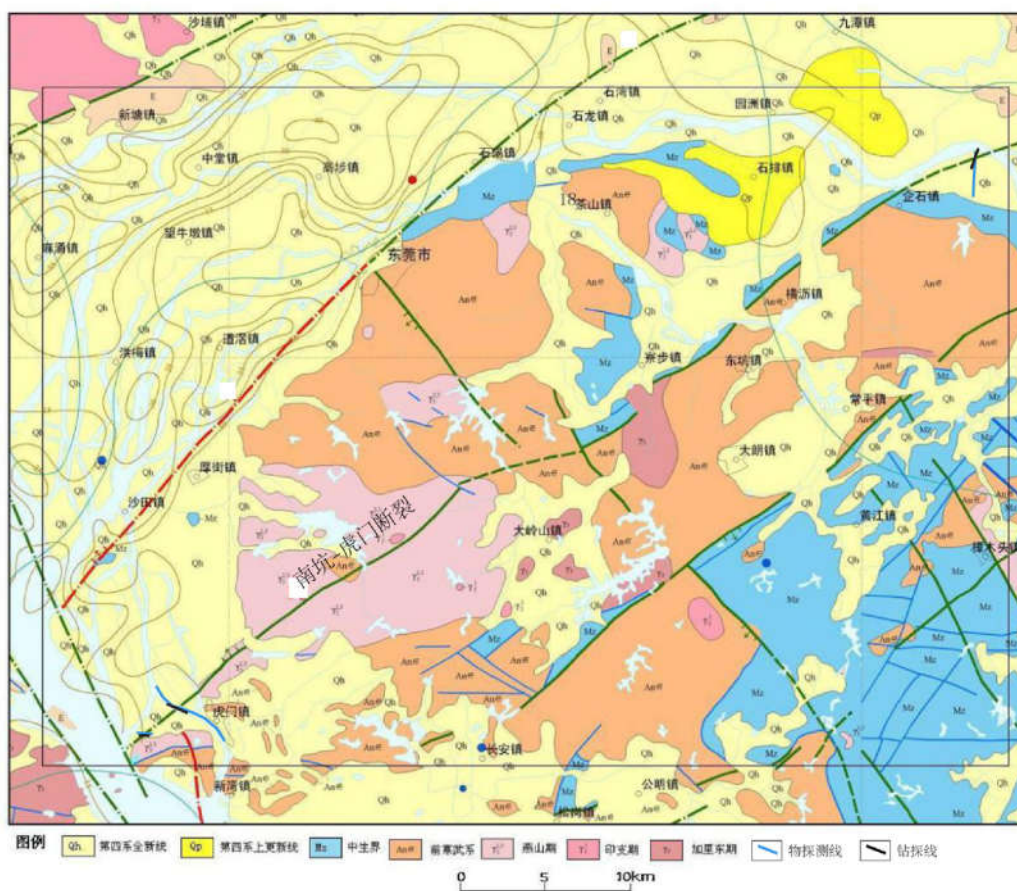 沙埔镇
九潭镇
新塘镇
石湾镇
园洲镇
石龙镇
中堂镇
高埗镇
石碣镇
石排镇
企石镇
18
茶山镇
麻涌镇
望牛墩镇
东莞市
横沥镇
洪梅镇
道滘镇
寮步镇
东坑镇
常平镇
厚街镇
大朗镇
沙田镇
大岭山镇
黄江镇
樟木头镇
南坑-虎门断裂
虎门镇
长安镇
新湾镇
公明镇
松岗镇
图例
Qh 第四系全新统
Qp 第四系上更新统
Mz 中生界
An∈ 前寒武系
燕山期
印支期
加里东期
物探测线
钻探线
0 5 10km